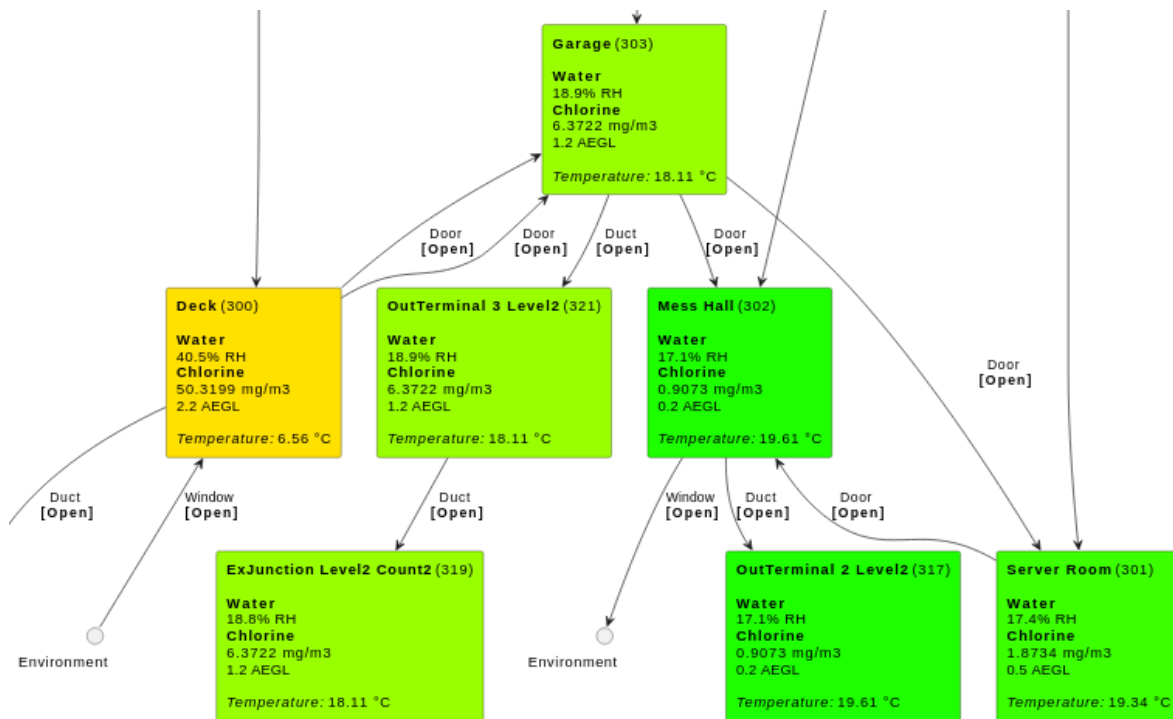 Garage (303)
Water
18.9% RH
Chlorine
6.3722 mg/m3
1.2 AEGL
Temperature: 18.11 °C
Door
[Open]
Door
[Open]
Duct
[Open]
Door
[Open]
Deck (300)
Water
40.5% RH
Chlorine
50.3199 mg/m3
2.2 AEGL
Temperature: 6.56 °C
OutTerminal 3 Level2 (321)
Water
18.9% RH
Chlorine
6.3722 mg/m3
1.2 AEGL
Temperature: 18.11 °C
Mess Hall (302)
Water
17.1% RH
Chlorine
0.9073 mg/m3
0.2 AEGL
Temperature: 19.61 °C
Door
[Open]
Duct
[Open]
Window
[Open]
Duct
[Open]
Window
[Open]
Duct
[Open]
Door
[Open]
Environment
ExJunction Level2 Count2 (319)
Water
18.8% RH
Chlorine
6.3722 mg/m3
1.2 AEGL
Temperature: 18.11 °C
Environment
OutTerminal 2 Level2 (317)
Water
17.1% RH
Chlorine
0.9073 mg/m3
0.2 AEGL
Temperature: 19.61 °C
Server Room (301)
Water
17.4% RH
Chlorine
1.8734 mg/m3
0.5 AEGL
Temperature: 19.34 °C